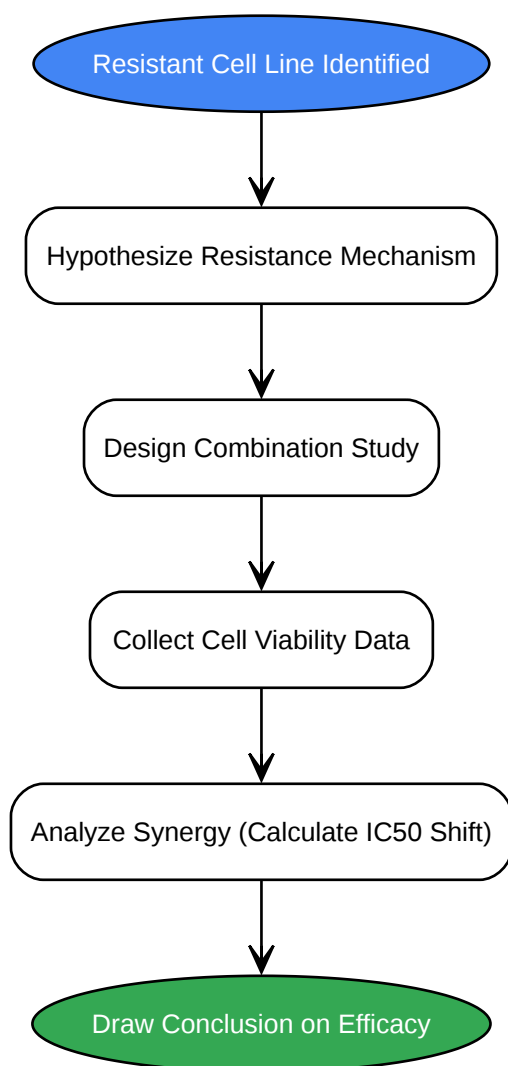 Resistant Cell Line Identified
Hypothesize Resistance Mechanism
Design Combination Study
Collect Cell Viability Data
Analyze Synergy (Calculate IC50 Shift)
Draw Conclusion on Efficacy